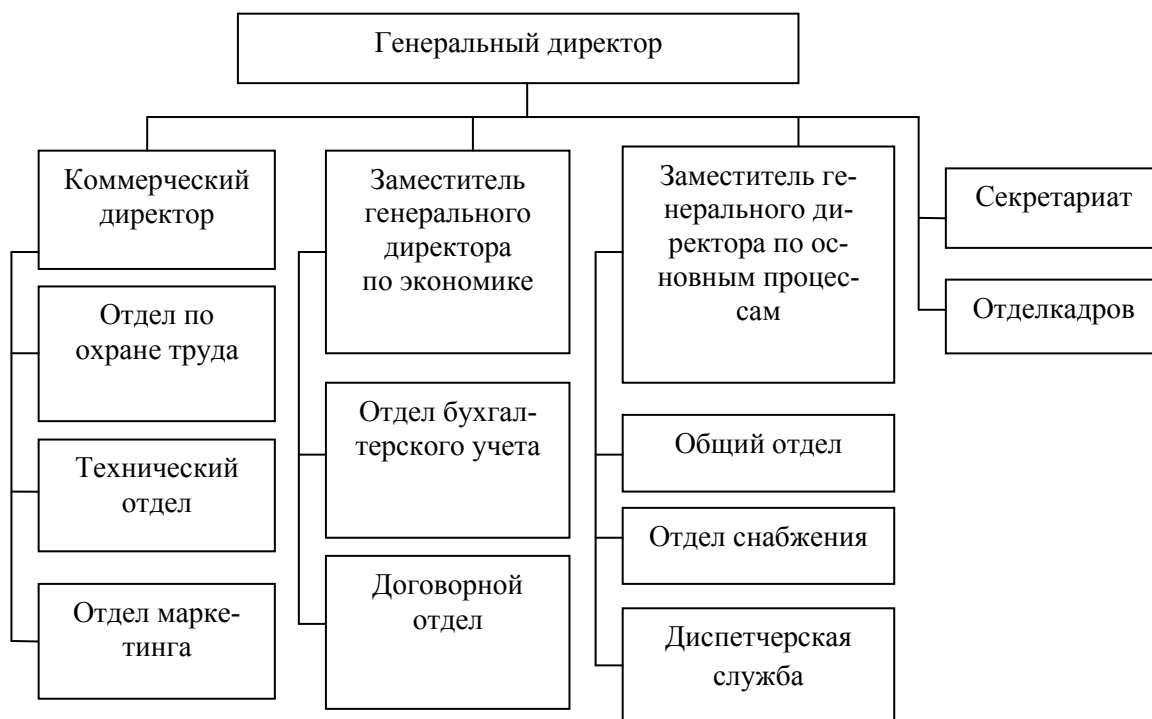 Генеральный директор
Коммерческий
директор
Отдел по
охране труда
Технический
отдел
Отдел марке-
тинга
Заместитель
генерального
директора
по экономике
Отдел бухгал-
терского учета
Договорной
отдел
Заместитель ге-
нерального ди-
ректора по ос-
новным процес-
сам
Общий отдел
Отдел снабжения
Диспетчерская
служба
Секретариат
Отделкадров